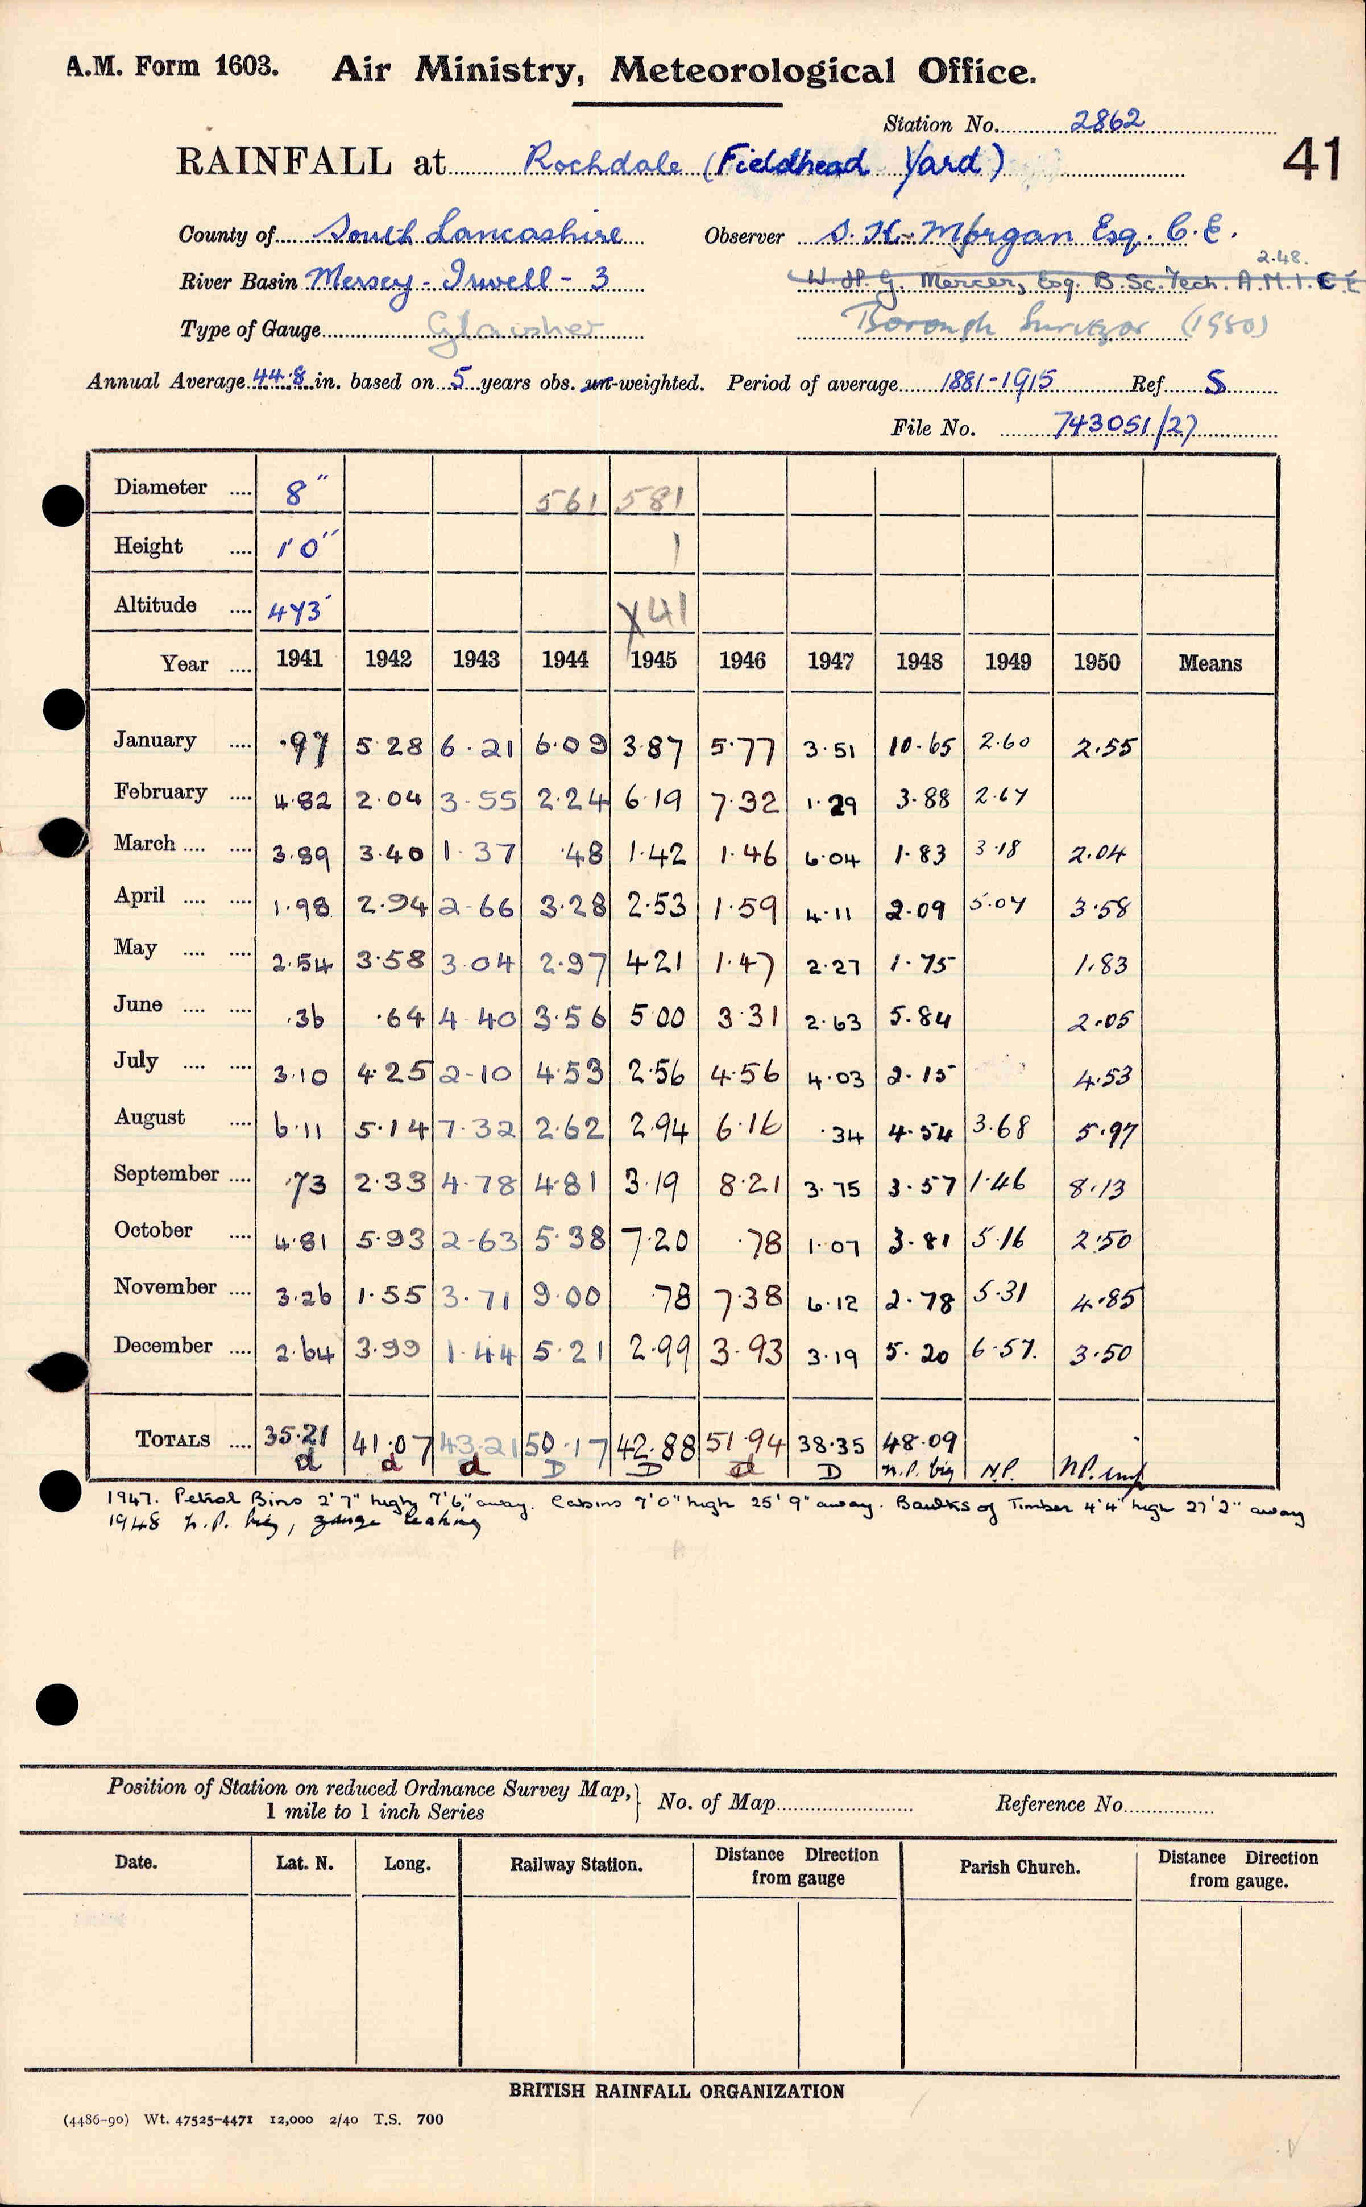 A.M. Form 1603. Air Ministry, Meteorological Office.
Station No. 2862
41
RAINFALL at Rochdale (Fieldhead Yard)
County of South Lancashire Observer S. H. Morgan Esq. C.E.
2.48.
River Basin Mersey - Irwell - 3 W. H. G. Mercer, Esq. B.Sc. Tech. A.M.I.C.E
Type of Gauge Glaisher Borough Surveyor (1950)
Annual Average 44.8 in. based on 5 years obs. un-weighted. Period of average 1881-1915 Ref S
File No. 743051/27
Diameter .... 8" 561 581
Height .... 1'0" 1
Altitude .... 473' X41
Year .... 1941 1942 1943 1944 1945 1946 1947 1948 1949 1950 Means
January .... .97 5.28 6.21 6.09 3.87 5.77 3.51 10.65 2.60 2.55
February .... 4.82 2.04 3.55 2.24 6.19 7.32 1.29 3.88 2.67
March .... .... 3.89 3.40 1.37 .48 1.42 1.46 6.04 1.83 3.18 2.04
April .... .... 1.98 2.94 2.66 3.28 2.53 1.59 4.11 2.09 5.07 3.58
May .... .... 2.54 3.58 3.04 2.97 4.21 1.47 2.27 1.75 1.83
June .... .... .36 .64 4.40 3.56 5.00 3.31 2.63 5.84 2.05
July .... .... 3.10 4.25 2-10 4.53 2.56 4.56 4.03 2.15 4.53
August .... 6.11 5.14 7.32 2.62 2.94 6.16 .34 4.54 3.68 5.97
September .... .73 2.33 4.78 4.81 3.19 8.21 3.75 3.57 1.46 8.13
October .... 4.81 5.93 2-63 5.38 7.20 .78 1.07 3.81 5.16 2.50
November .... 3.26 1.55 3.71 9.00 .78 7.38 6.12 2.78 5.31 4.85
December .... 2.64 3.99 1.44 5.21 2.99 3.93 3.19 5.20 6.57. 3.50
TOTALS .... 35.21 41.07 43.21 50.17 42.88 51.94 38.35 48.09
d d d D D d D n.p. big N.P. N.P. imp
1947. Petrol Bins 2'7" high 7'6" away. Cabins 7'0" high 25'9" away. Baulks of Timber 4'4" high 27'2" away
1948 n.p. big, gauge leaking
Position of Station on reduced Ordnance Survey Map, 1 mile to 1 inch Series } No. of Map Reference No
Date. Lat. N. Long. Railway Station. Distance Direction from gauge Parish Church. Distance Direction from gauge.
BRITISH RAINFALL ORGANIZATION
(4486-90) Wt. 47525-4471 12,000 2/40 T.S. 700